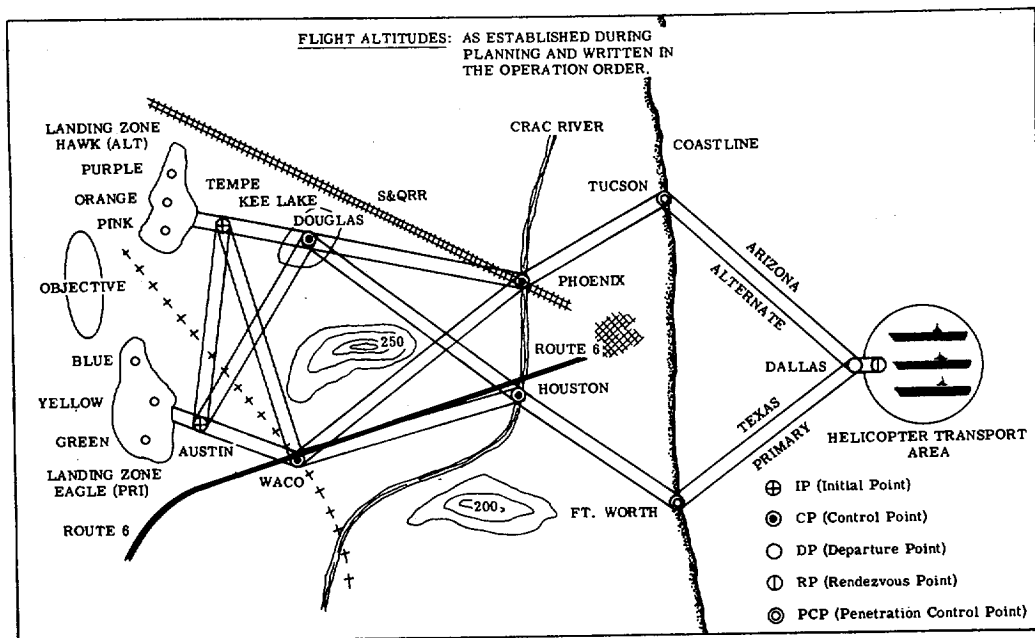 FLIGHT ALTITUDES: AS ESTABLISHED DURING
PLANNING AND WRITTEN IN
THE OPERATION ORDER.
LANDING ZONE
HAWK (ALT)
PURPLE
ORANGE
PINK
TEMPE
KEE LAKE
DOUGLAS
S&QRR
CRAC RIVER
COASTLINE
TUCSON
PHOENIX
ARIZONA
ALTERNATE
OBJECTIVE
250
ROUTE 6
HOUSTON
DALLAS
BLUE
YELLOW
GREEN
AUSTIN
WACO
LANDING ZONE
EAGLE (PRI)
ROUTE 6
200
FT. WORTH
TEXAS
PRIMARY
HELICOPTER TRANSPORT
AREA
IP (Initial Point)
CP (Control Point)
DP (Departure Point)
RP (Rendezvous Point)
PCP (Penetration Control Point)